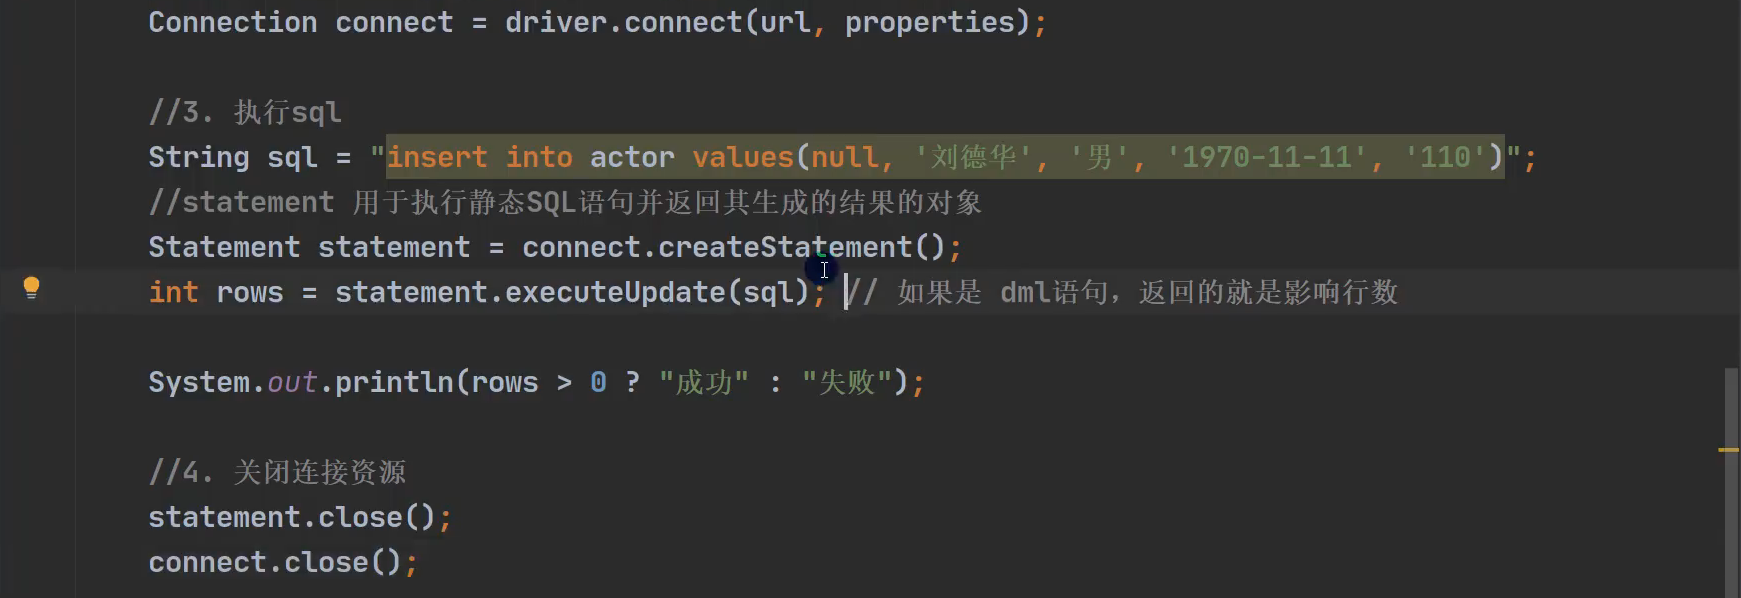 Connection connect = driver.connect(url, properties);
//3. 执行sql
String sql = "insert into actor values(null, '刘德华', '男', '1970-11-11', '110')";
//statement 用于执行静态SQL语句并返回其生成的结果的对象
Statement statement = connect.createStatement();
int rows = statement.executeUpdate(sql); // 如果是 dml语句，返回的就是影响行数
System.out.println(rows > 0 ? "成功" : "失败");
//4. 关闭连接资源
statement.close();
connect.close();